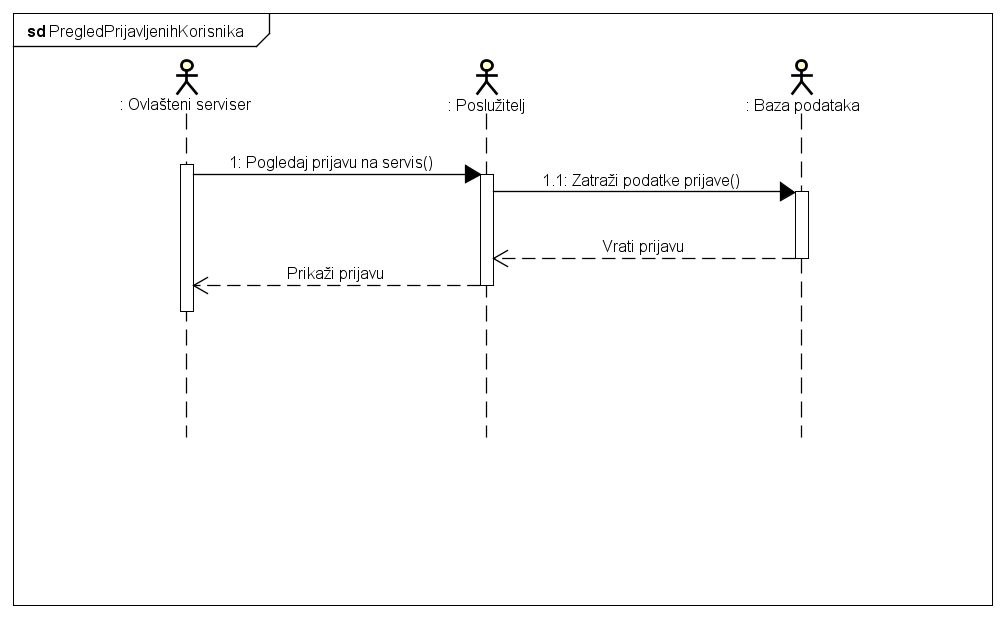 sd PregledPrijavljenihKorisnika
: Ovlašteni serviser
: Poslužitelj
: Baza podataka
1: Pogledaj prijavu na servis()
1.1: Zatraži podatke prijave()
Vrati prijavu
Prikaži prijavu